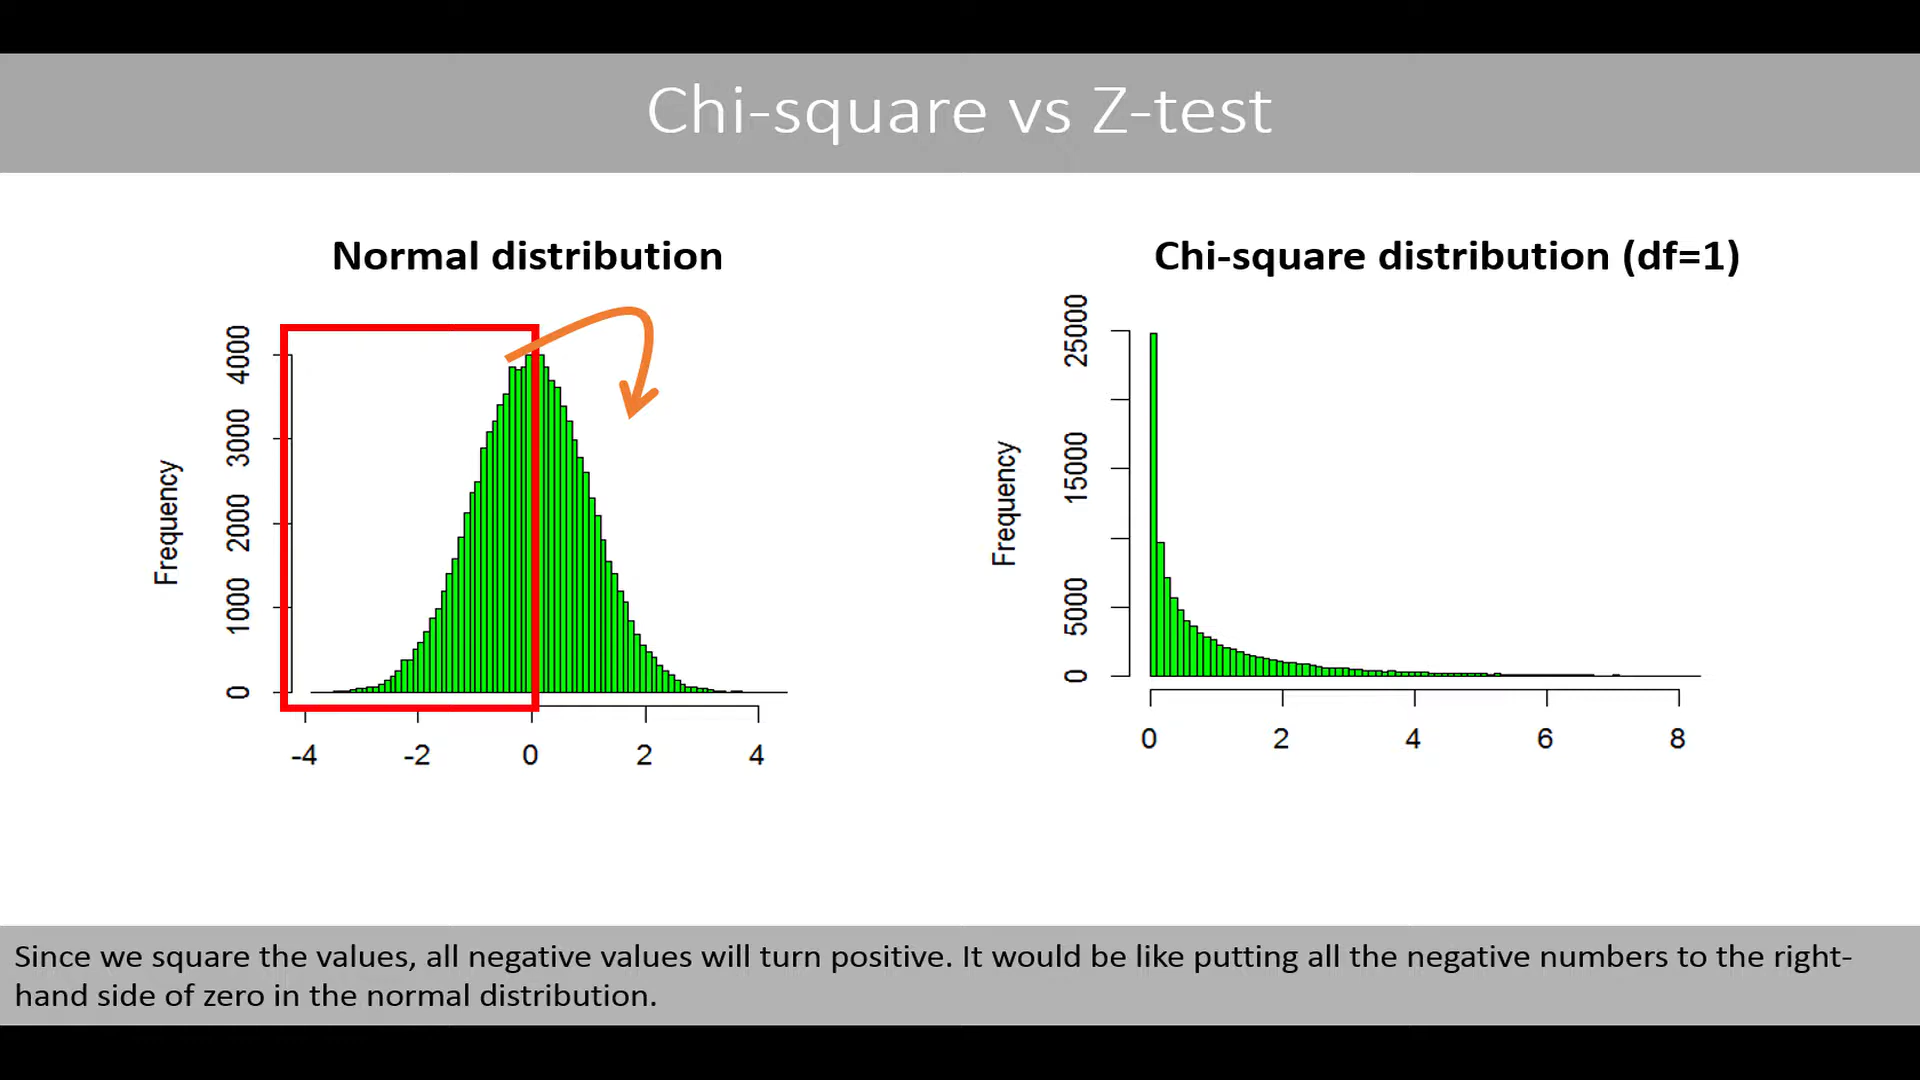 Chi-square vs Z-test
Normal distribution
Frequency
4000
3000
2000
1000
0
-4 -2 0 2 4
Chi-square distribution (df=1)
Frequency
25000
15000
5000
0
0 2 4 6 8
Since we square the values, all negative values will turn positive. It would be like putting all the negative numbers to the right-
hand side of zero in the normal distribution.